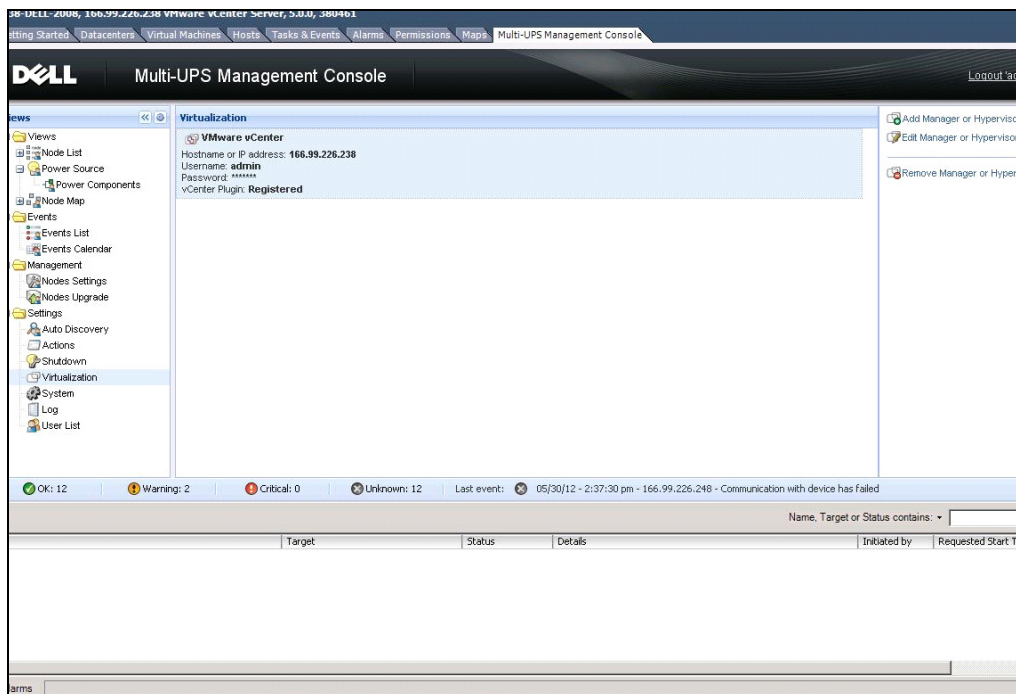 38-DELL-2008, 166.99.226.238 VMware vCenter Server, 5.0.0, 380461
etting Started Datacenters Virtual Machines Hosts Tasks & Events Alarms Permissions Maps Multi-UPS Management Console
DELL Multi-UPS Management Console Logout 'ad
iews
Virtualization
Views
Node List
Power Source
Power Components
Node Map
Events
Events List
Events Calendar
Management
Nodes Settings
Nodes Upgrade
Settings
Auto Discovery
Actions
Shutdown
Virtualization
System
Log
User List
VMware vCenter
Hostname or IP address: 166.99.226.238
Username: admin
Password: *******
vCenter Plugin: Registered
Add Manager or Hyperviso
Edit Manager or Hypervisor
Remove Manager or Hyper
OK: 12 Warning: 2 Critical: 0 Unknown: 12 Last event: 05/30/12 - 2:37:30 pm - 166.99.226.248 - Communication with device has failed
Name, Target or Status contains:
Target Status Details Initiated by Requested Start T
larms